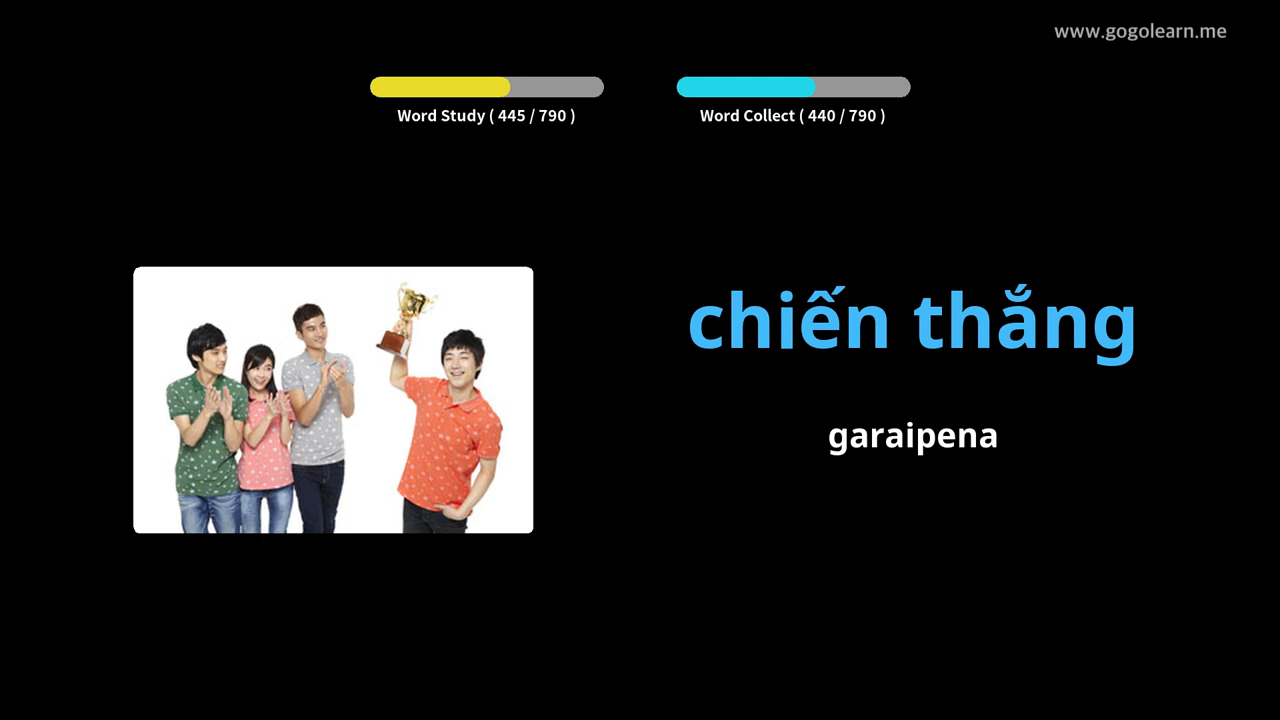 www.gogolearn.me
Word Study ( 445 / 790 )
Word Collect ( 440 / 790 )
chiến thắng
garaipena